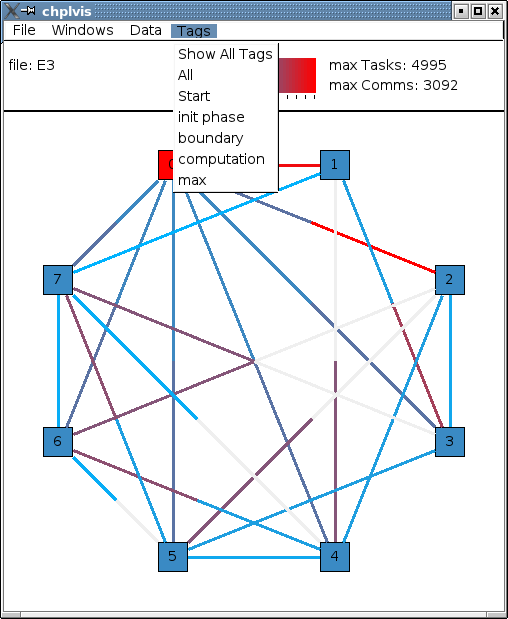 chplvis
File Windows Data Tags
Show All Tags
file: E3
max Tasks: 4995
All
max Comms: 3092
Start
init phase
boundary
computation
max
1
7
2
6
3
5
4